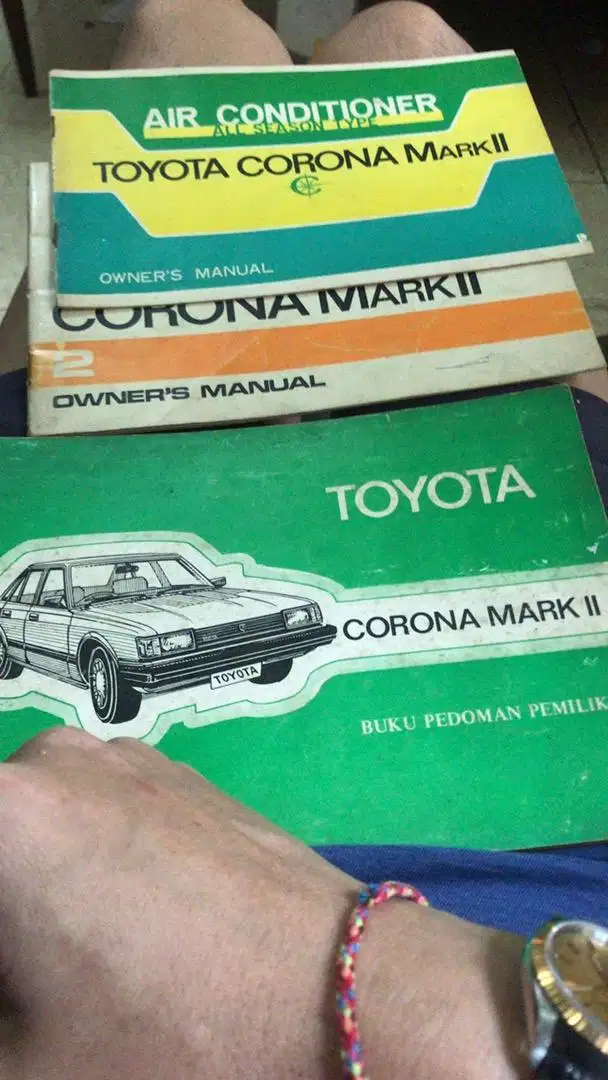 AIR CONDITIONER
ALL SEASON TYPE
TOYOTA CORONA MARKII
OWNER'S MANUAL
CORONA MARKII
2
OWNER'S MANUAL
TOYOTA
CORONA MARK II
TOYOTA
BUKU PEDOMAN PEMILIK